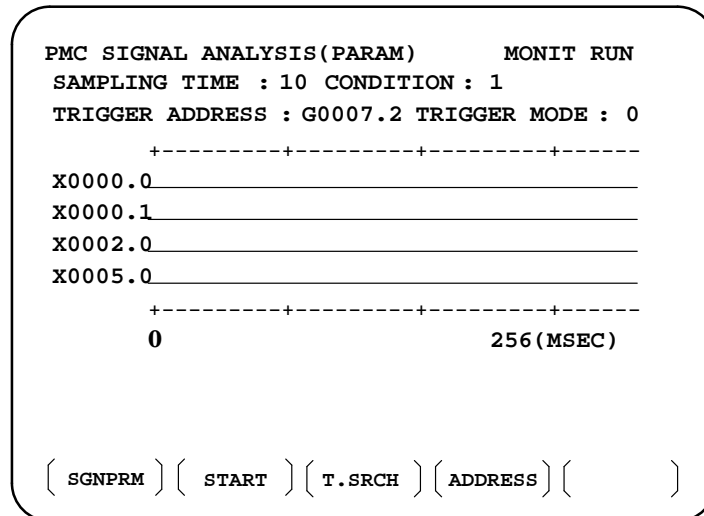 PMC SIGNAL ANALYSIS(PARAM) MONIT RUN
SAMPLING TIME : 10 CONDITION : 1
TRIGGER ADDRESS : G0007.2 TRIGGER MODE : 0
+---------+---------+---------+------
X0000.0
X0000.1
X0002.0
X0005.0
+---------+---------+---------+------
0 256(MSEC)
SGNPRM START T.SRCH ADDRESS